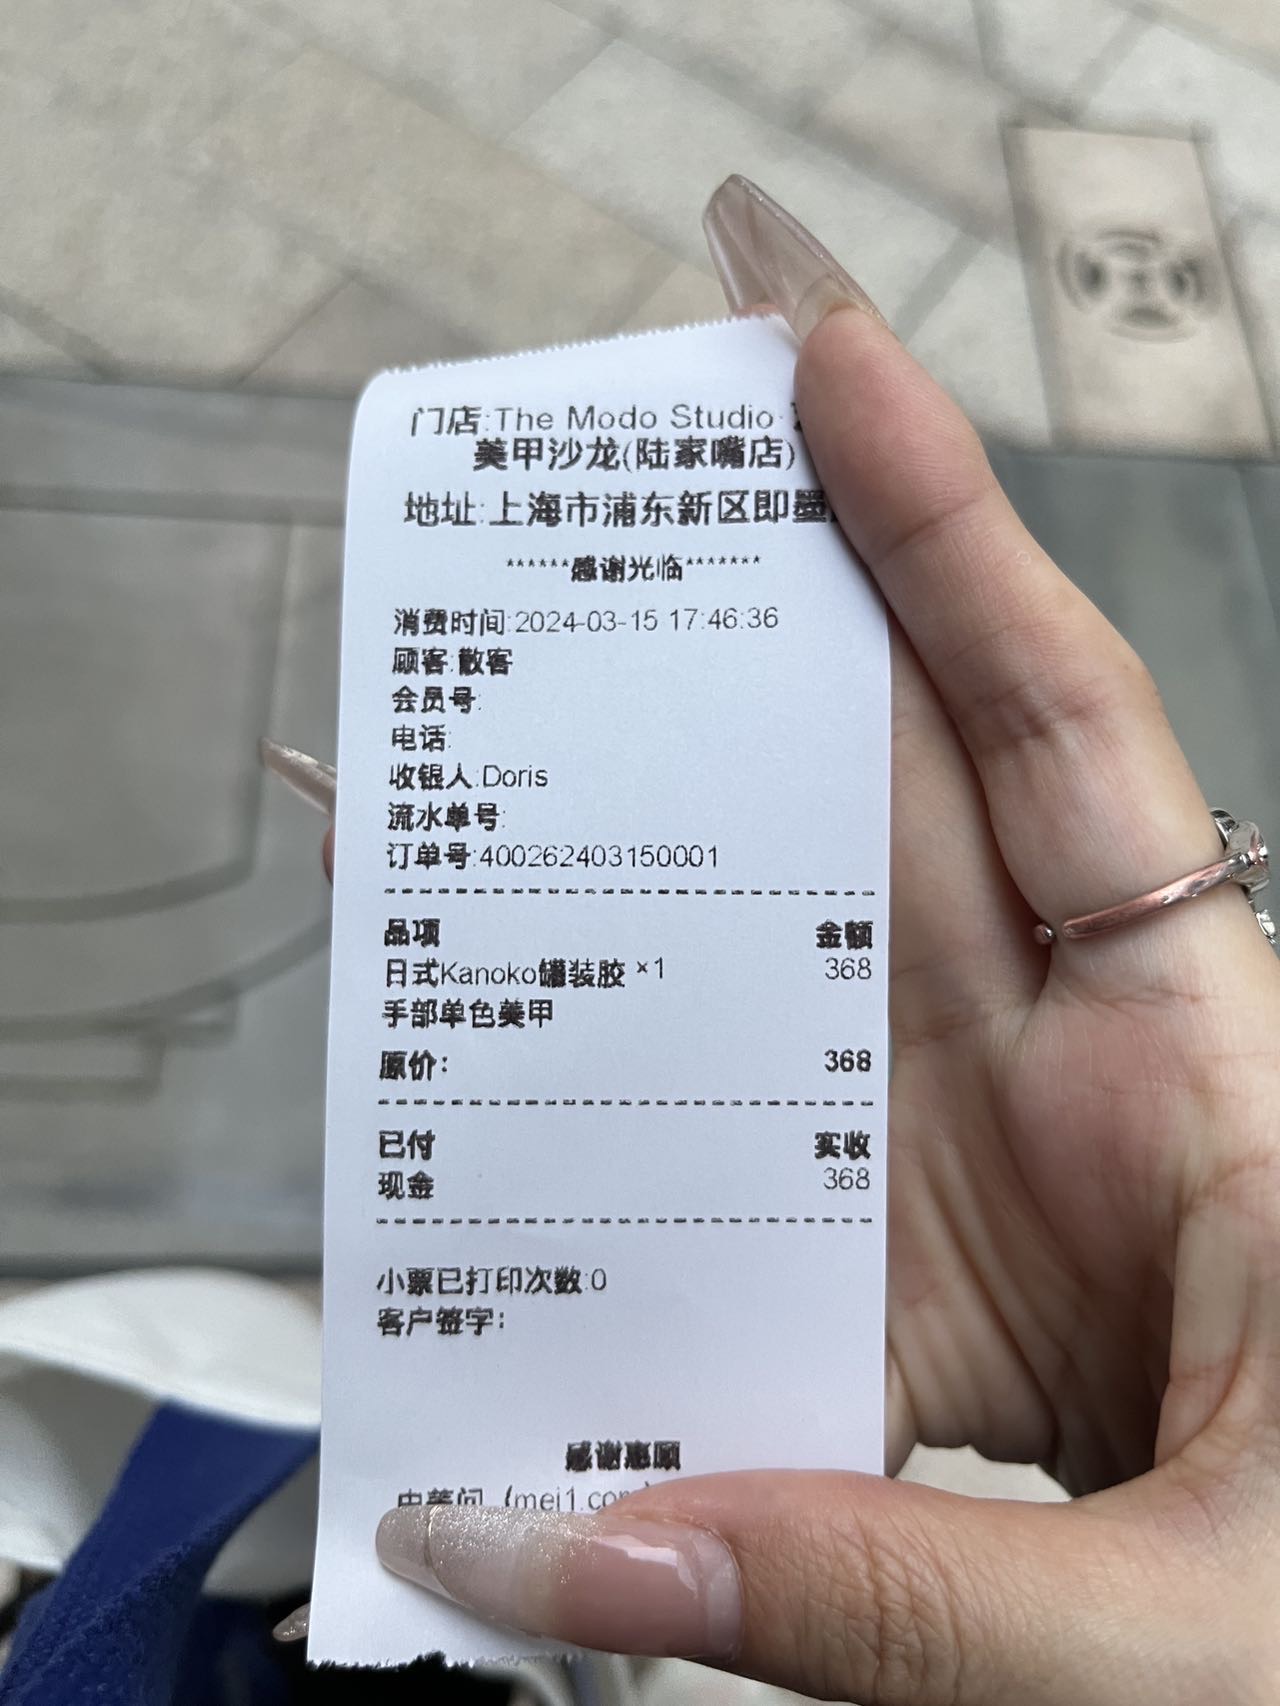 门店:The Modo Studio·
美甲沙龙(陆家嘴店)
地址:上海市浦东新区即墨
******感谢光临*******
消费时间:2024-03-15 17:46:36
顾客:散客
会员号:
电话:
收银人:Doris
流水单号:
订单号:400262403150001
品项 金额
日式Kanoko罐装胶 ×1 368
手部单色美甲
原价: 368
已付 实收
现金 368
小票已打印次数:0
客户签字:
感谢惠顾
(mei1.com